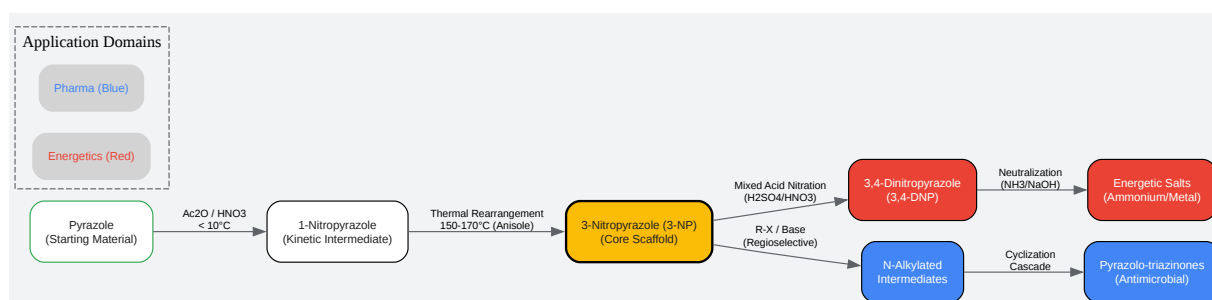 Application Domains
Pharma (Blue)
Energetics (Red)
Pyrazole
(Starting Material)
Ac2O / HNO3
< 10°C
1-Nitropyrazole
(Kinetic Intermediate)
Thermal Rearrangement
150-170°C (Anisole)
3-Nitropyrazole (3-NP)
(Core Scaffold)
Mixed Acid Nitration
(H2SO4/HNO3)
3,4-Dinitropyrazole
(3,4-DNP)
Neutralization
(NH3/NaOH)
Energetic Salts
(Ammonium/Metal)
R-X / Base
(Regioselective)
N-Alkylated
Intermediates
Cyclization
Cascade
Pyrazolo-triazinones
(Antimicrobial)